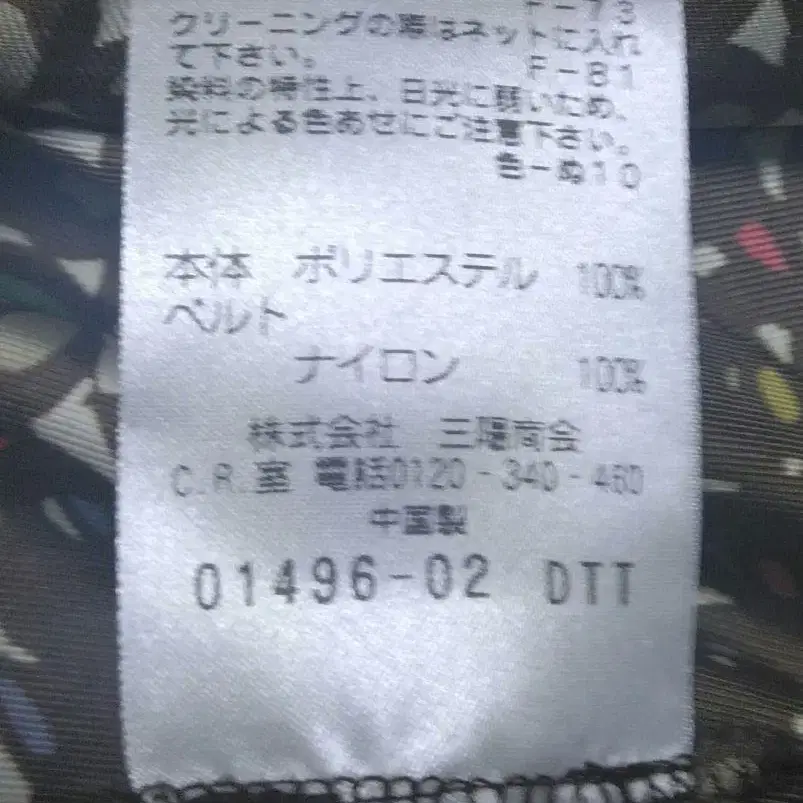 F-73
クリーニングの際はネットに入れ
て下さい。
F-81
染料の特性上、日光に弱いため、
光による色あせにご注意下さい。
色-ぬ10
本体 ポリエステル 100%
ベルト
ナイロン 100%
株式会社 三陽商会
C.R.室 電話0120-340-460
中国製
01496-02 DTT